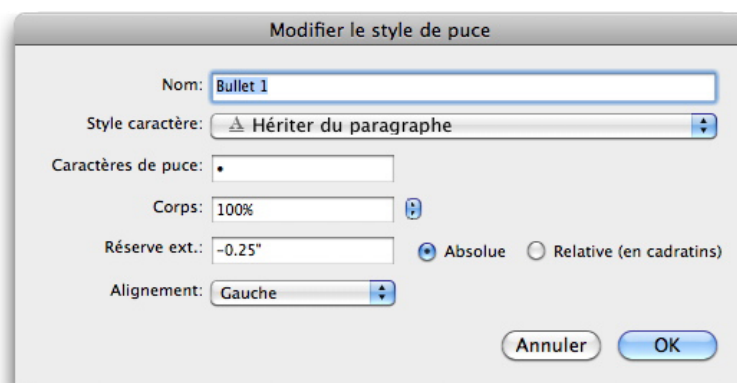 Modifier le style de puce
Nom: Bullet 1
Style caractère: A Hériter du paragraphe
Caractères de puce: •
Corps: 100%
Réserve ext.: -0.25" Absolue Relative (en cadratins)
Alignement: Gauche
Annuler OK